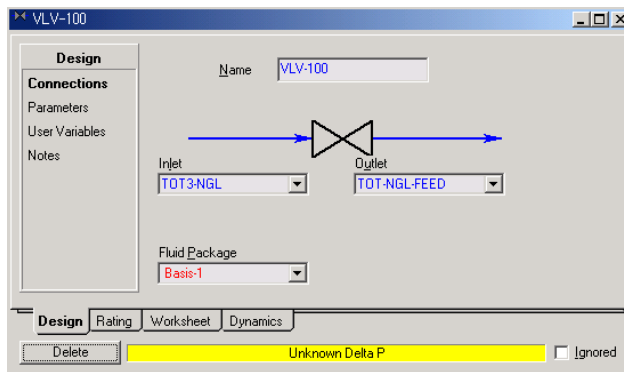 VLV-100
Design
Connections
Parameters
User Variables
Notes
Name VLV-100
Inlet Outlet
TOT3-NGL TOT-NGL-FEED
Fluid Package
Basis-1
Design Rating Worksheet Dynamics
Delete Unknown Delta P Ignored